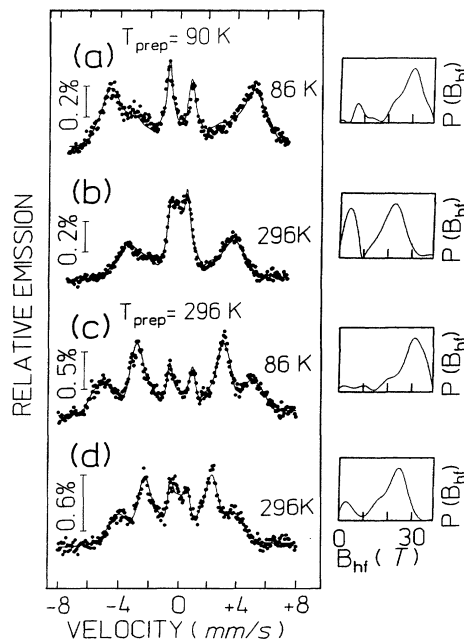 (a) T_prep = 90 K
86 K
0.2%
P (B_hf)
(b)
296K
0.2%
P (B_hf)
RELATIVE EMISSION
(c) T_prep = 296 K
86 K
0.5%
P (B_hf)
(d)
296K
0.6%
P (B_hf)
0 30
B_hf ( T )
-8 -4 0 +4 +8
VELOCITY ( mm/s )